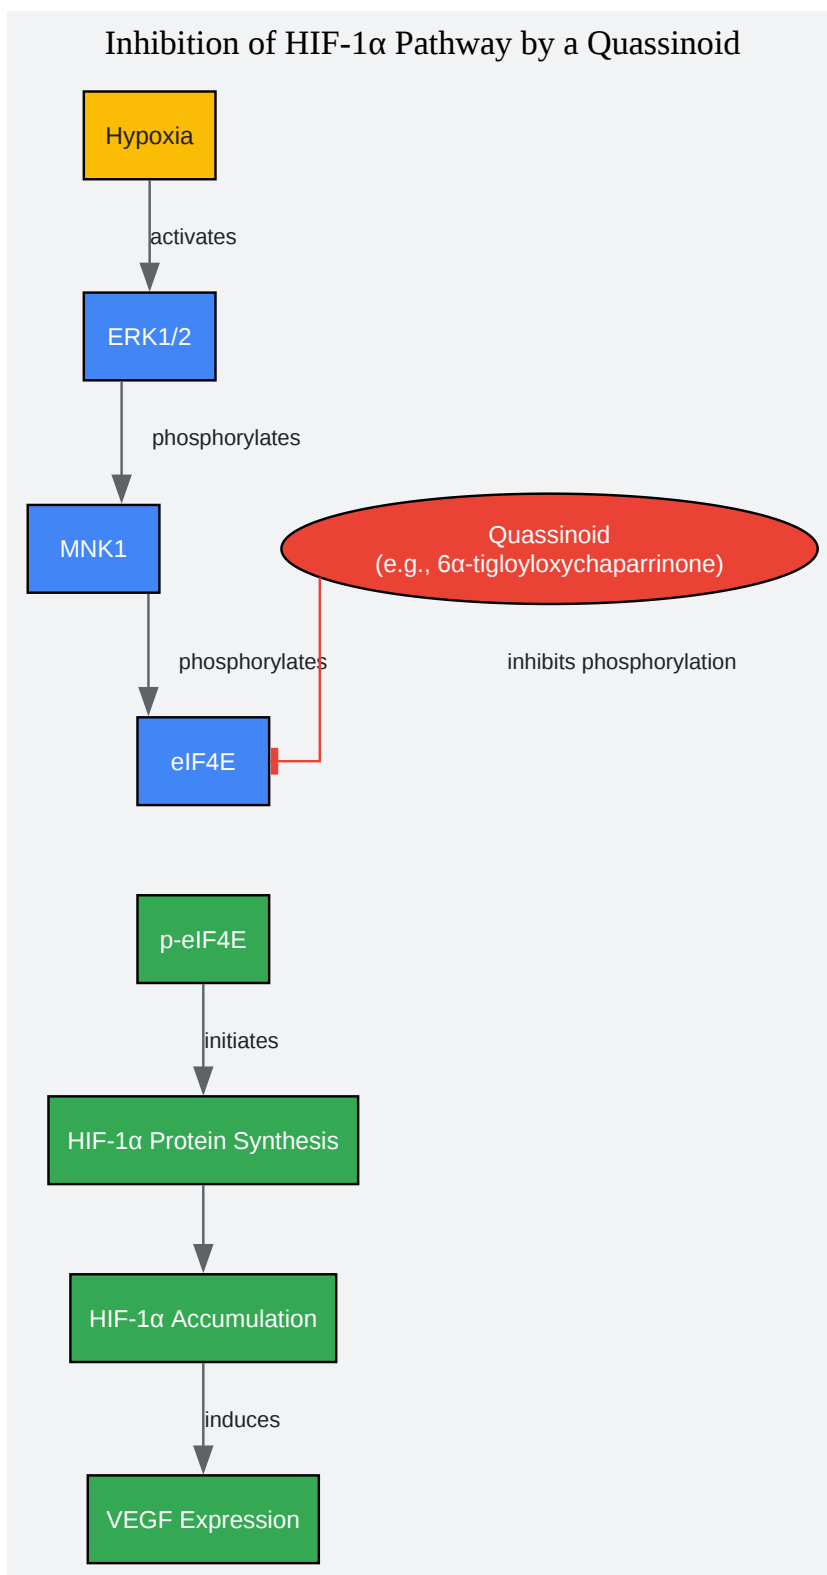 Inhibition of HIF-1α Pathway by a Quassinoid
Hypoxia
activates
ERK1/2
phosphorylates
MNK1
Quassinoid
(e.g., 6α-tigloyloxychaparrinone)
phosphorylates
inhibits phosphorylation
eIF4E
p-eIF4E
initiates
HIF-1α Protein Synthesis
HIF-1α Accumulation
induces
VEGF Expression